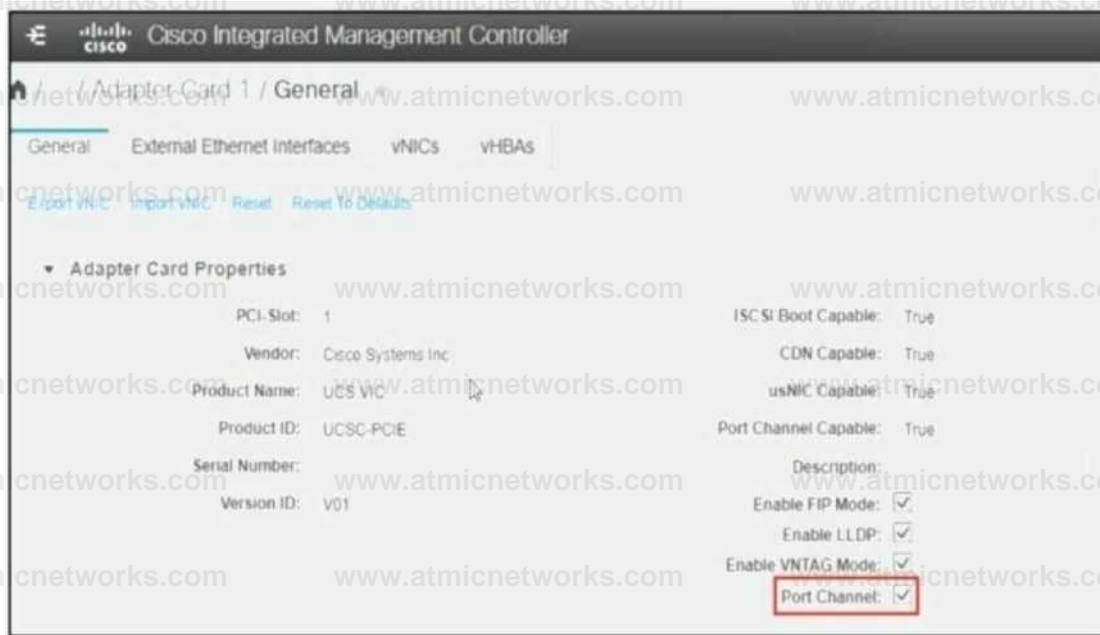 CISCO Cisco Integrated Management Controller
/ ... / Adapter Card 1 / General
General External Ethernet Interfaces vNICs vHBAs
Export vNIC Import vNIC Reset Reset To Defaults
Adapter Card Properties
PCI-Slot: 1 ISCSI Boot Capable: True
Vendor: Cisco Systems Inc CDN Capable: True
Product Name: UCS VIC usNIC Capable: True
Product ID: UCSC-PCIE Port Channel Capable: True
Serial Number: Description:
Version ID: V01 Enable FIP Mode:
Enable LLDP:
Enable VNTAG Mode:
Port Channel:
www.atmicnetworks.com